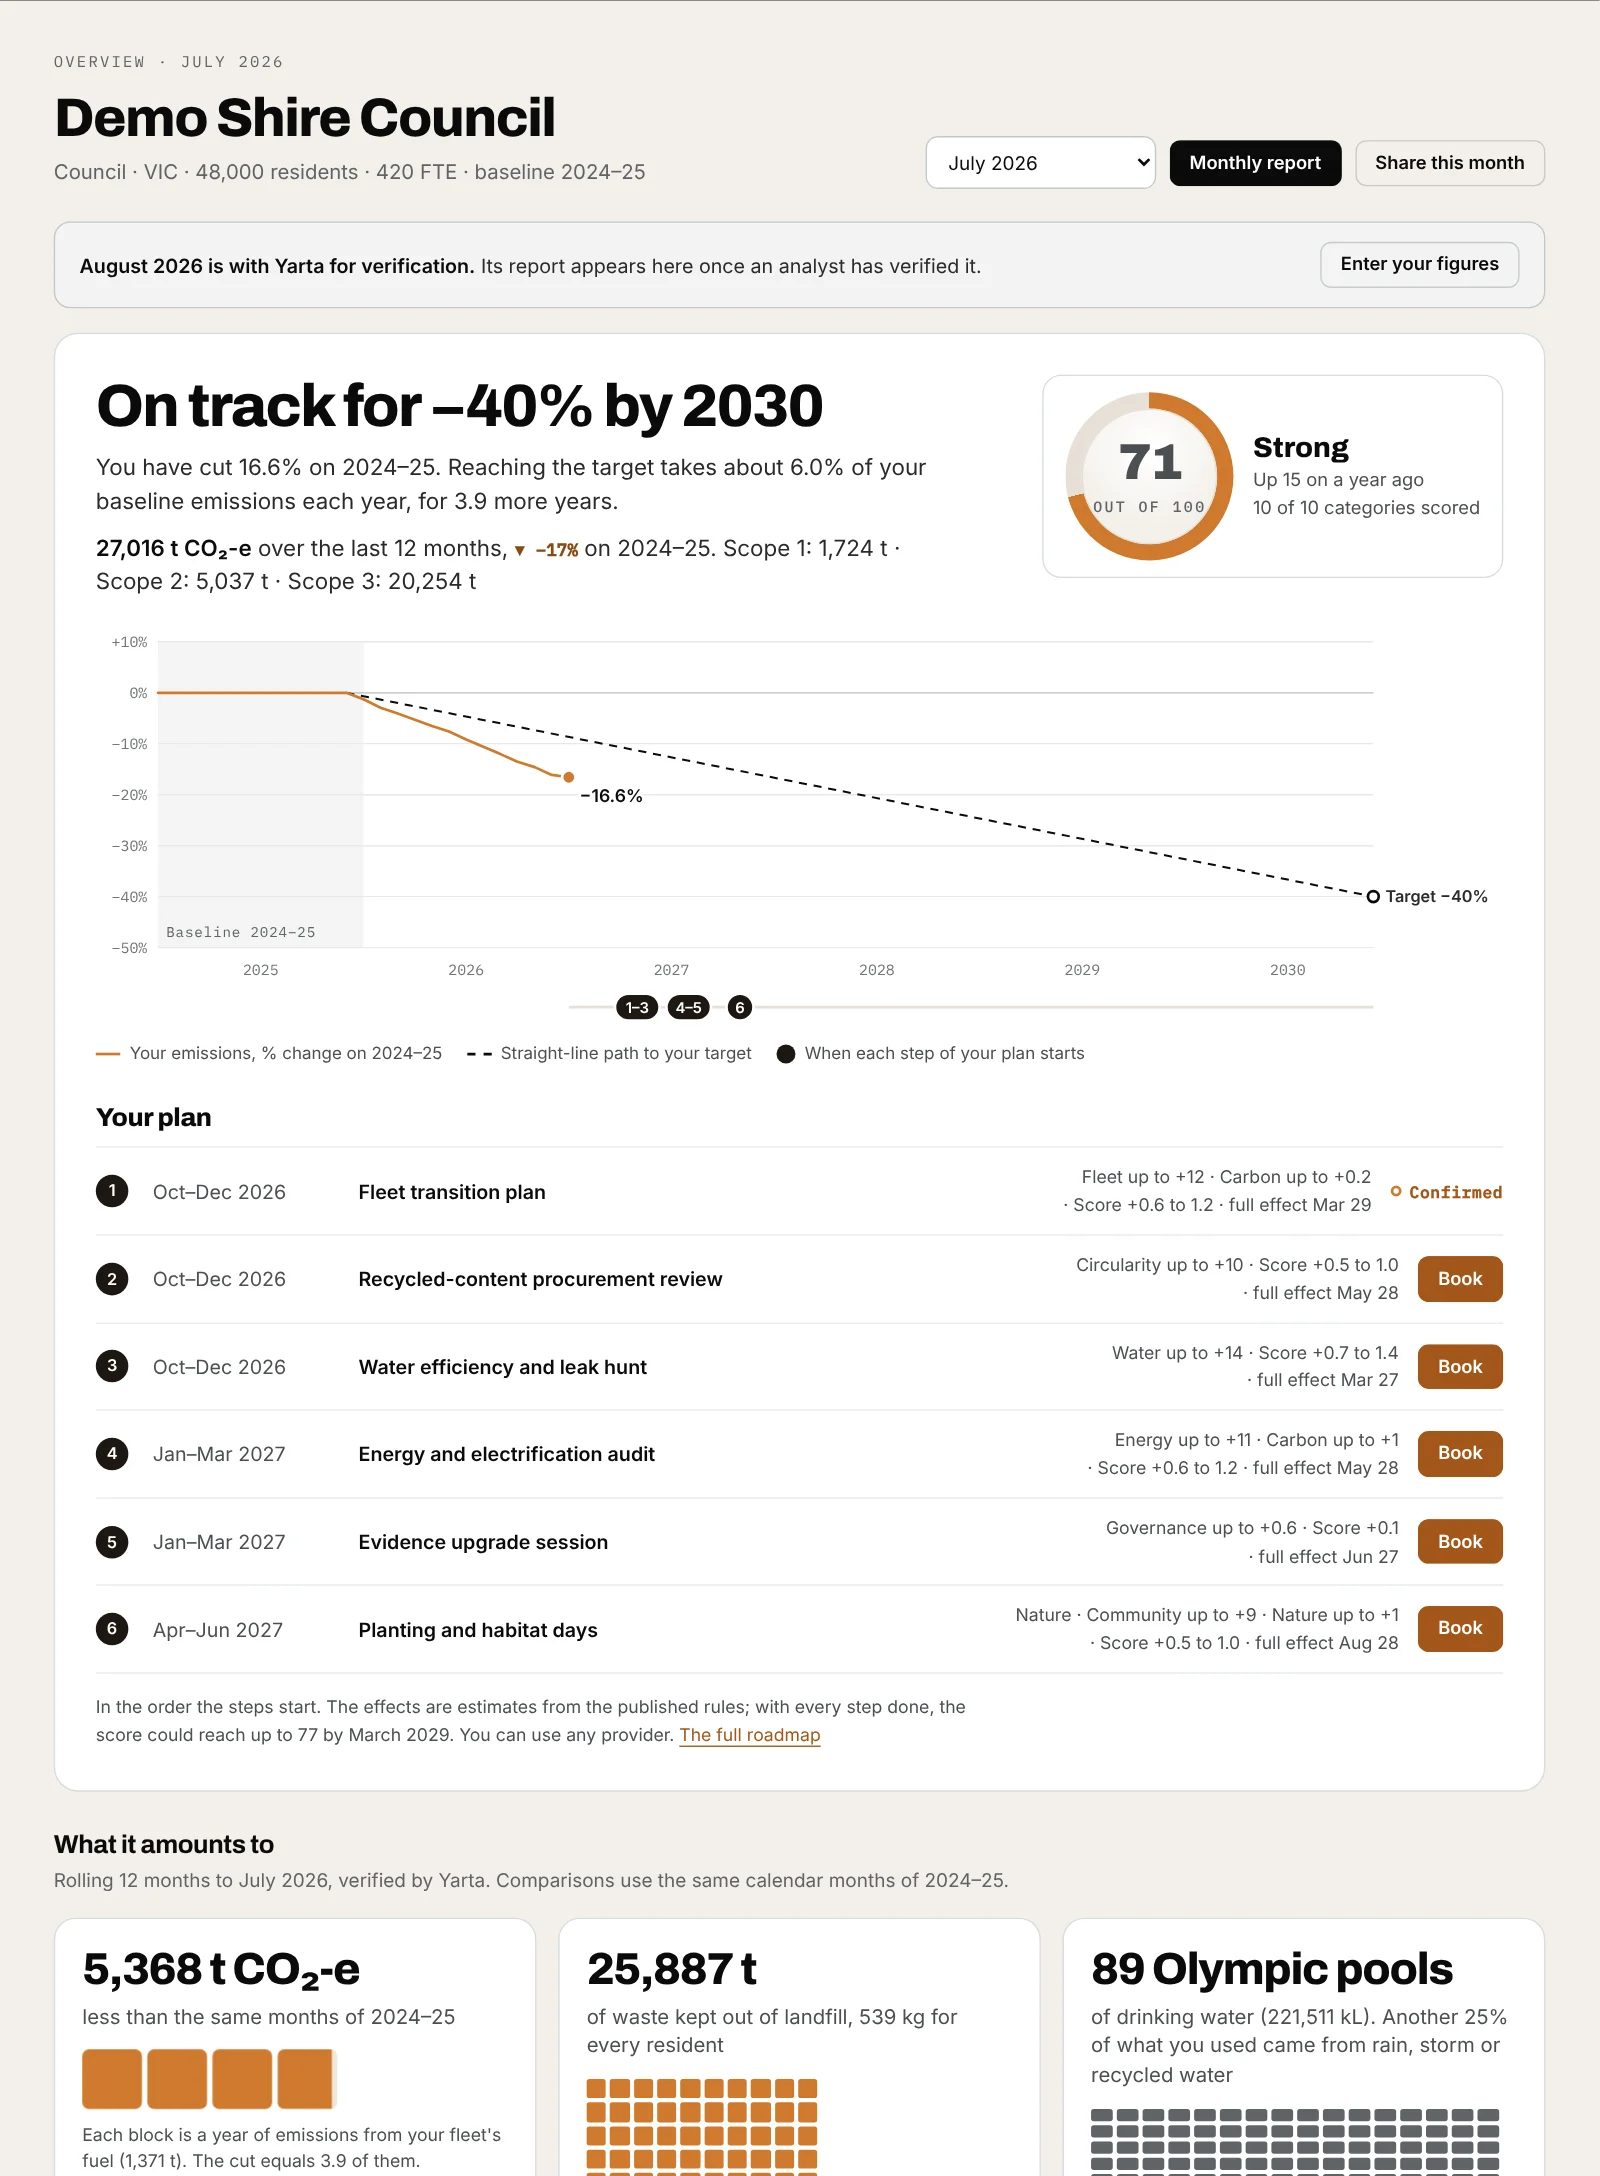 OVERVIEW · JULY 2026
Demo Shire Council
Council · VIC · 48,000 residents · 420 FTE · baseline 2024–25
July 2026
Monthly report
Share this month
August 2026 is with Yarta for verification. Its report appears here once an analyst has verified it.
Enter your figures
On track for –40% by 2030
You have cut 16.6% on 2024–25. Reaching the target takes about 6.0% of your
baseline emissions each year, for 3.9 more years.
27,016 t CO₂-e over the last 12 months, ▼ –17% on 2024–25. Scope 1: 1,724 t ·
Scope 2: 5,037 t · Scope 3: 20,254 t
71
OUT OF 100
Strong
Up 15 on a year ago
10 of 10 categories scored
+10%
0%
−10%
−20%
−30%
−40%
−50%
−16.6%
Target −40%
Baseline 2024–25
2025
2026
2027
2028
2029
2030
1–3
4–5
6
Your emissions, % change on 2024–25
Straight-line path to your target
When each step of your plan starts
Your plan
1
Oct–Dec 2026
Fleet transition plan
Fleet up to +12 · Carbon up to +0.2
· Score +0.6 to 1.2 · full effect Mar 29
Confirmed
2
Oct–Dec 2026
Recycled-content procurement review
Circularity up to +10 · Score +0.5 to 1.0
· full effect May 28
Book
3
Oct–Dec 2026
Water efficiency and leak hunt
Water up to +14 · Score +0.7 to 1.4
· full effect Mar 27
Book
4
Jan–Mar 2027
Energy and electrification audit
Energy up to +11 · Carbon up to +1
· Score +0.6 to 1.2 · full effect May 28
Book
5
Jan–Mar 2027
Evidence upgrade session
Governance up to +0.6 · Score +0.1
· full effect Jun 27
Book
6
Apr–Jun 2027
Planting and habitat days
Nature · Community up to +9 · Nature up to +1
· Score +0.5 to 1.0 · full effect Aug 28
Book
In the order the steps start. The effects are estimates from the published rules; with every step done, the
score could reach up to 77 by March 2029. You can use any provider. The full roadmap
What it amounts to
Rolling 12 months to July 2026, verified by Yarta. Comparisons use the same calendar months of 2024–25.
5,368 t CO₂-e
less than the same months of 2024–25
Each block is a year of emissions from your fleet's
fuel (1,371 t). The cut equals 3.9 of them.
25,887 t
of waste kept out of landfill, 539 kg for
every resident
89 Olympic pools
of drinking water (221,511 kL). Another 25%
of what you used came from rain, storm or
recycled water